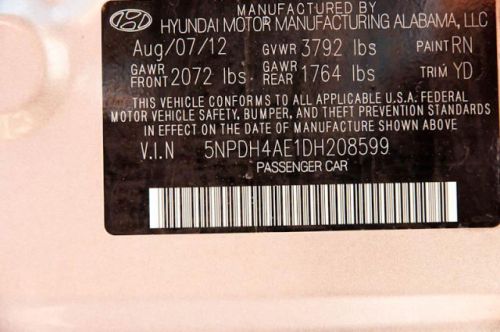 MANUFACTURED BY
HYUNDAI MOTOR MANUFACTURING ALABAMA, LLC
Aug/07/12 GVWR 3792 lbs PAINT RN
GAWR FRONT 2072 lbs GAWR REAR 1764 lbs TRIM YD
THIS VEHICLE CONFORMS TO ALL APPLICABLE U.S.A. FEDERAL
MOTOR VEHICLE SAFETY, BUMPER, AND THEFT PREVENTION STANDARDS
IN EFFECT ON THE DATE OF MANUFACTURE SHOWN ABOVE.
V.I.N 5NPDH4AE1DH208599
PASSENGER CAR